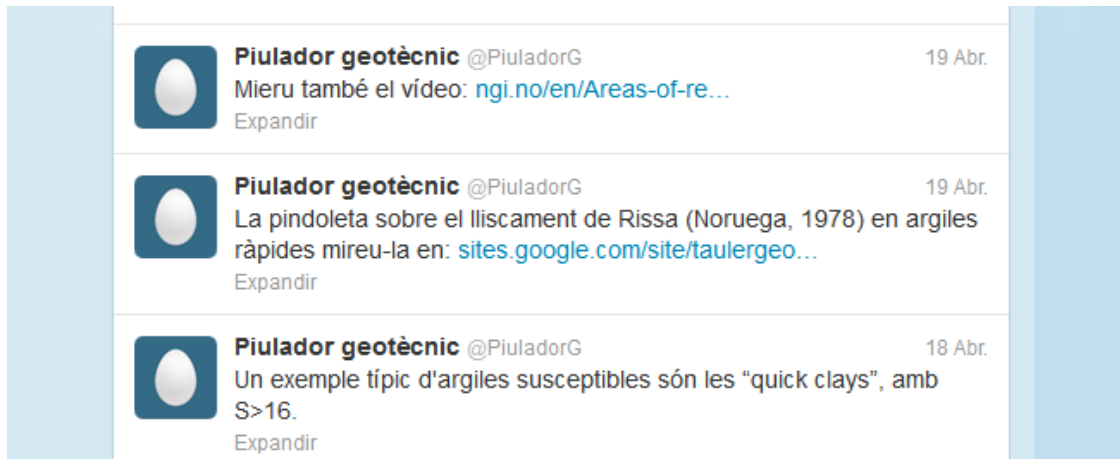 Piulador geotècnic @PiuladorG 19 Abr.
Mieru també el vídeo: ngi.no/en/Areas-of-re…
Expandir
Piulador geotècnic @PiuladorG 19 Abr.
La pindoleta sobre el lliscament de Rissa (Noruega, 1978) en argiles
ràpides mireu-la en: sites.google.com/site/taulergeo…
Expandir
Piulador geotècnic @PiuladorG 18 Abr.
Un exemple típic d'argiles susceptibles són les “quick clays”, amb
S>16.
Expandir